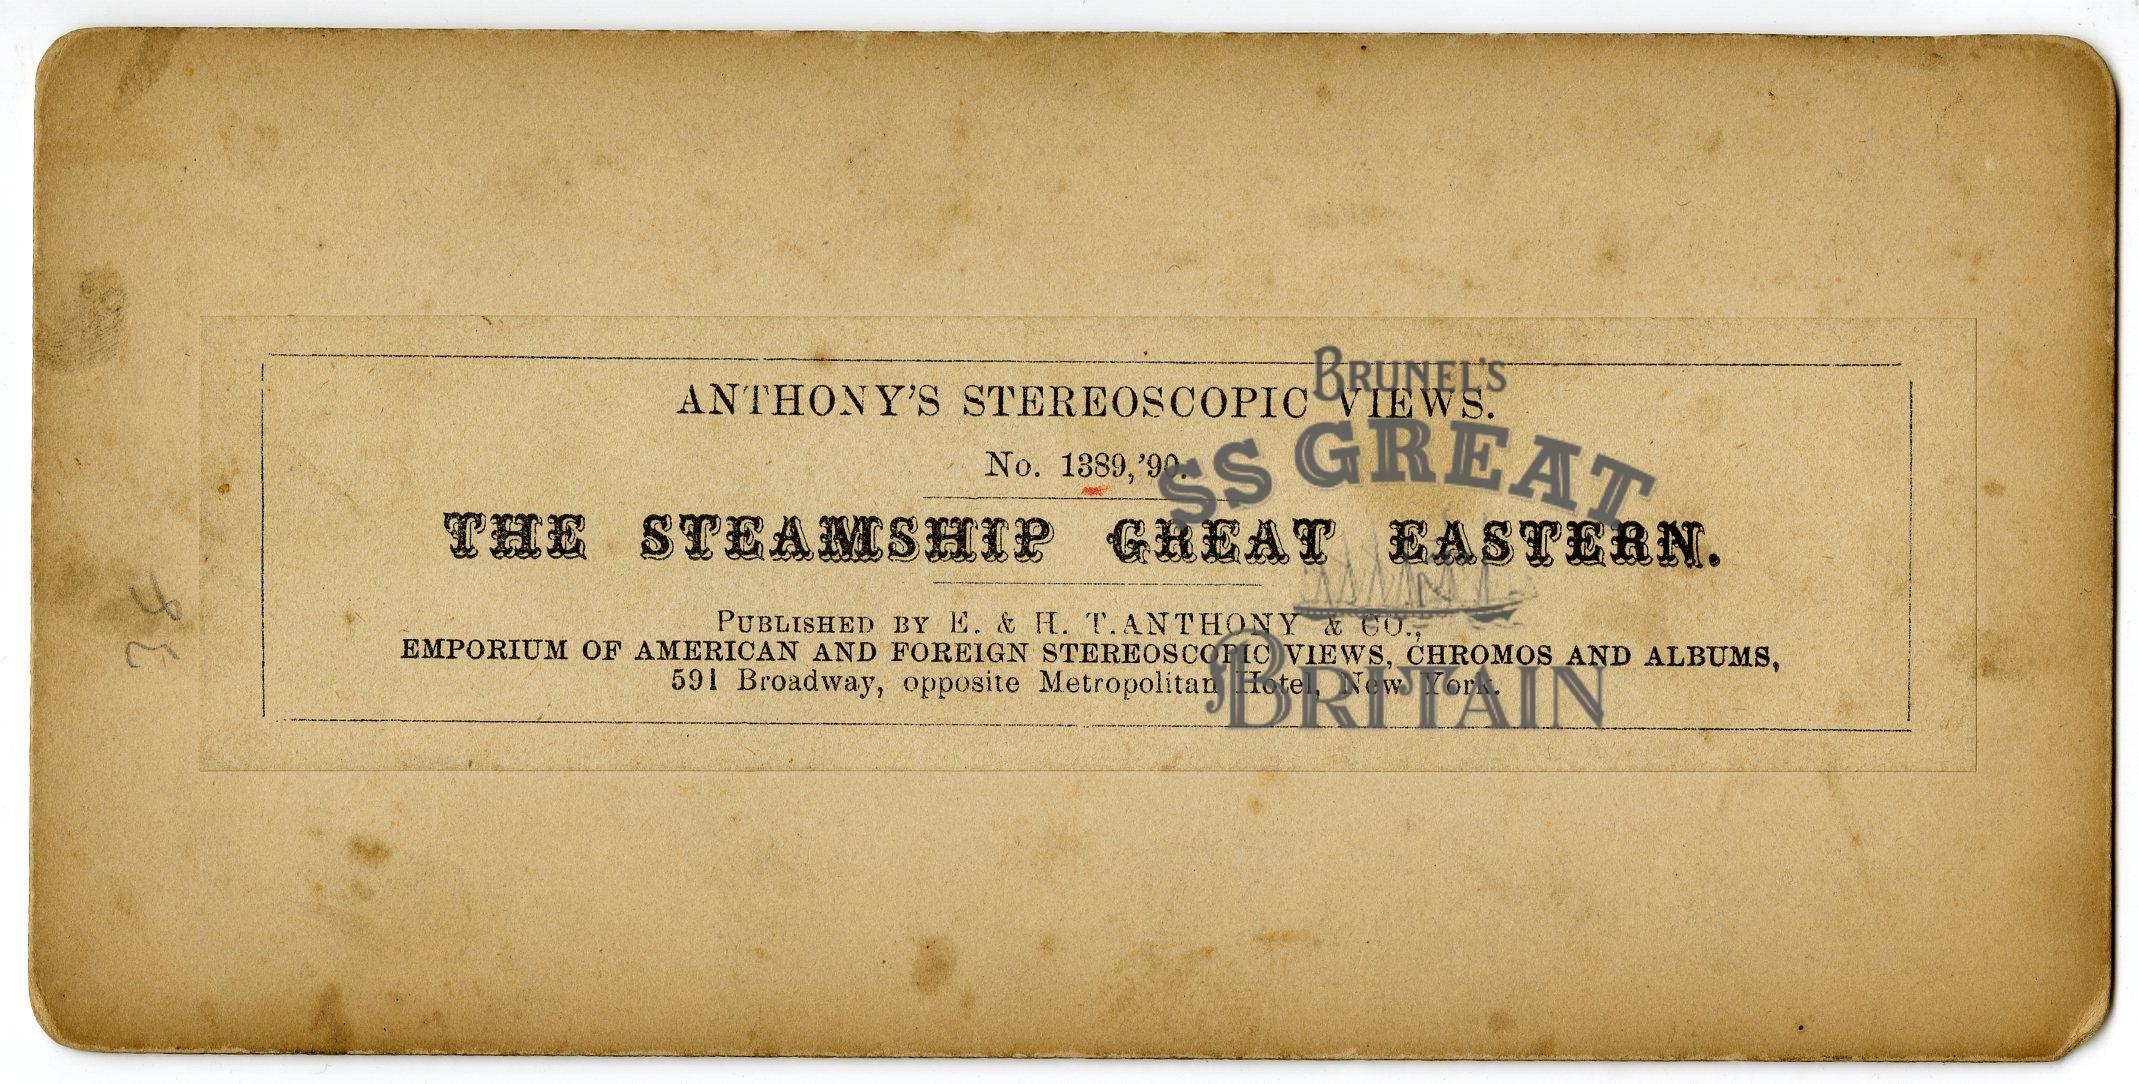 ANTHONY'S STEREOSCOPIC VIEWS.
No. 1389,'90.
THE STEAMSHIP GREAT EASTERN.
PUBLISHED BY E. & H. T. ANTHONY & CO.,
EMPORIUM OF AMERICAN AND FOREIGN STEREOSCOPIC VIEWS, CHROMOS AND ALBUMS,
591 Broadway, opposite Metropolitan Hotel, New York.
BRUNEL'S
SS GREAT
BRITAIN